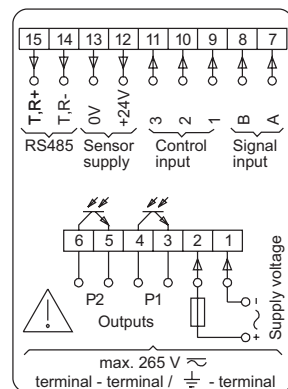 15 14 13 12 11 10 9 8 7
T,R+ T,R- 0V +24V 3 2 1 B A
RS485 Sensor supply Control input Signal input
6 5 4 3 2 1
P2 P1
Outputs
- +
Supply voltage
max. 265 V
terminal - terminal / - terminal